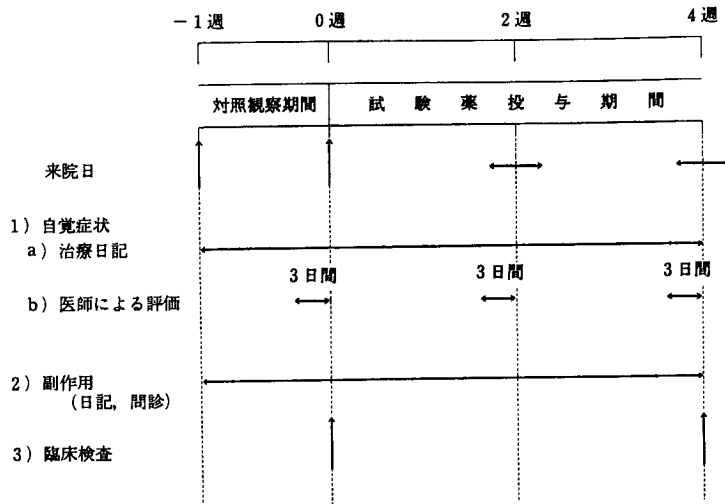 －1週 0週 2週 4週
対照観察期間 試験薬投与期間
来院日
1）自覚症状
a）治療日記
3日間 3日間 3日間
b）医師による評価
2）副作用
（日記，問診）
3）臨床検査